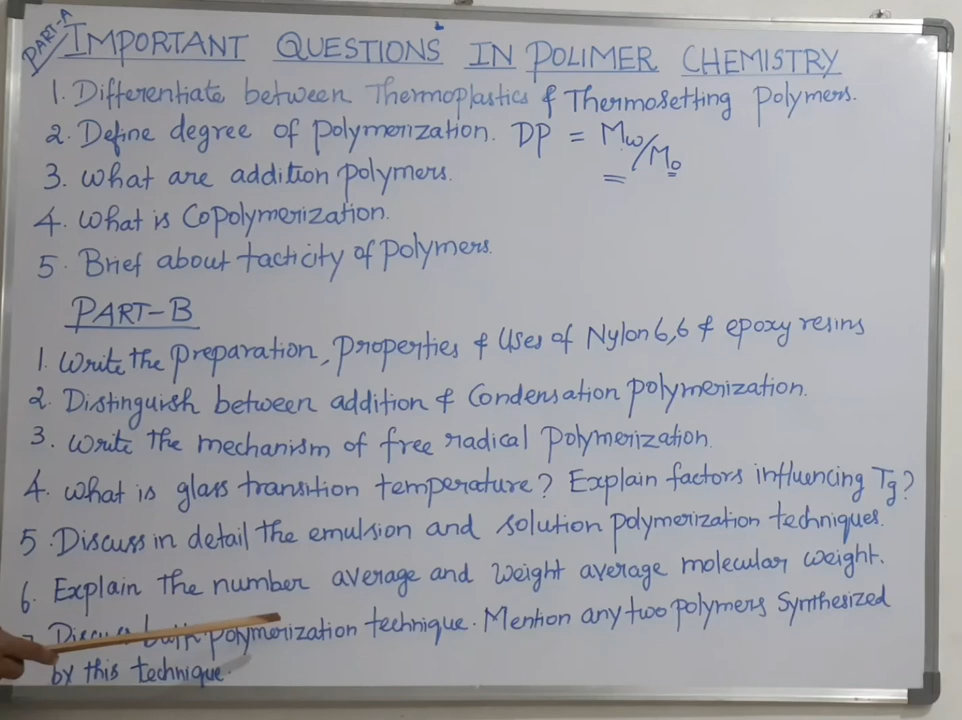 PART-A
IMPORTANT QUESTIONS IN POLIMER CHEMISTRY
1. Differentiate between Thermoplastics & Thermosetting Polymers.
2. Define degree of polymerization. DP = Mw/Mo
3. What are addition polymers.
4. What is Copolymerization.
5. Brief about tacticity of polymers.
PART-B
1. Write the preparation, properties & Uses of Nylon 6,6 & epoxy resins
2. Distinguish between addition & Condensation polymerization.
3. Write the mechanism of free radical polymerization.
4. What is glass transition temperature? Explain factors influencing Tg?
5. Discuss in detail the emulsion and solution polymerization techniques.
6. Explain the number average and weight average molecular weight.
Discuss bulk polymerization technique. Mention any two polymers Synthesized
by this technique.